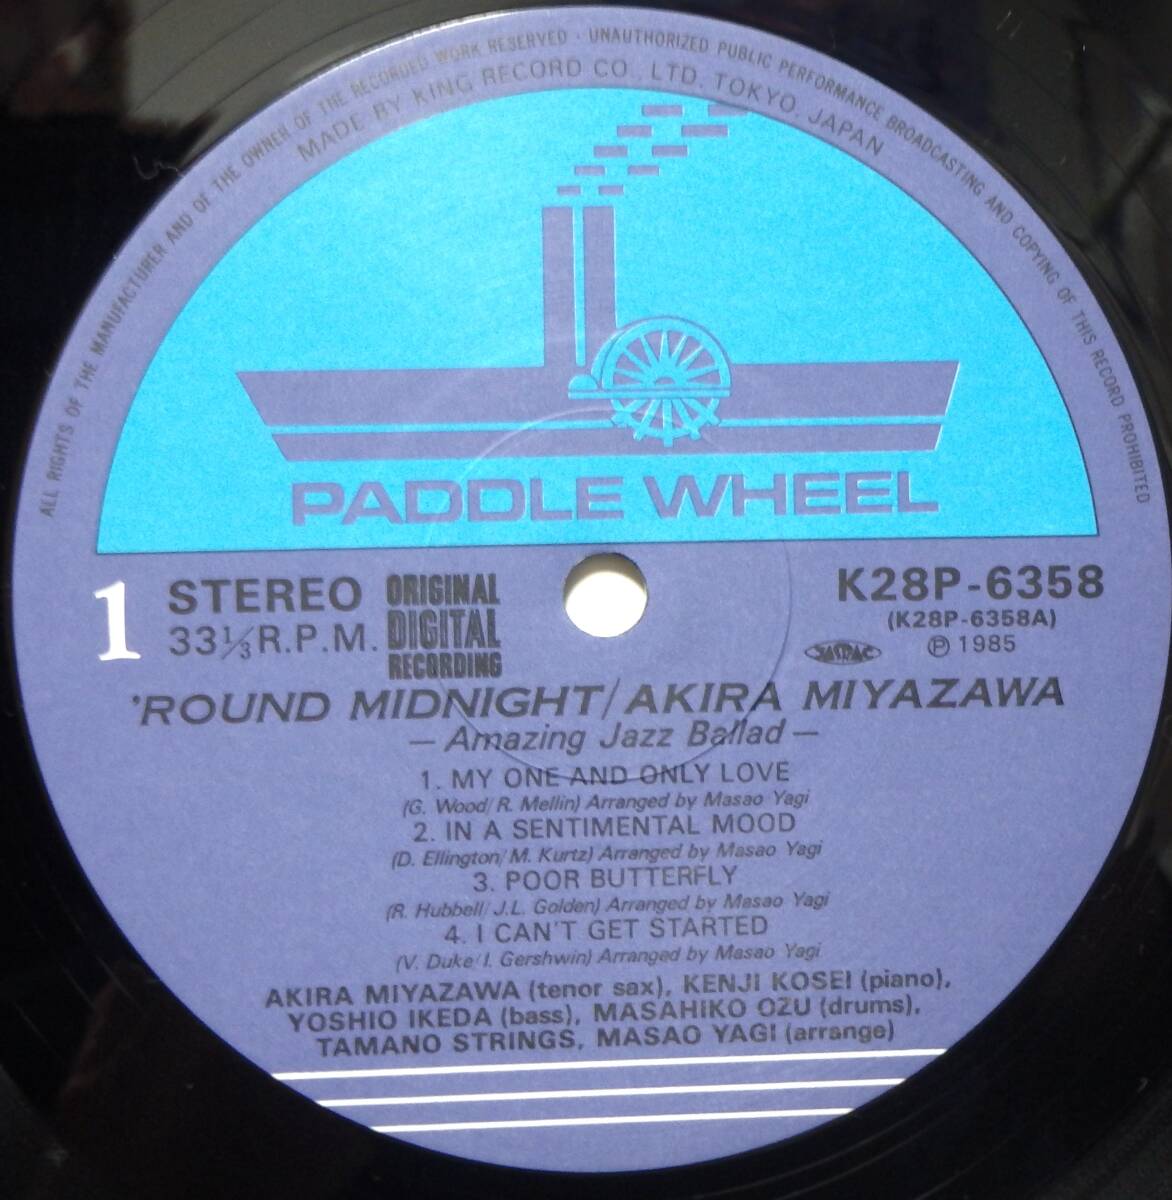 ALL RIGHTS OF THE MANUFACTURER AND OF THE OWNER OF THE RECORDED WORK RESERVED · UNAUTHORIZED PUBLIC PERFORMANCE BROADCASTING AND COPYING OF THIS RECORD PROHIBITED
MADE BY KING RECORD CO., LTD. TOKYO, JAPAN
PADDLE WHEEL
1 STEREO
33⅓ R.P.M.
ORIGINAL
DIGITAL
RECORDING
K28P-6358
(K28P-6358A)
JASRAC ℗ 1985
'ROUND MIDNIGHT/AKIRA MIYAZAWA
—Amazing Jazz Ballad—
1. MY ONE AND ONLY LOVE
(G. Wood/R. Mellin) Arranged by Masao Yagi
2. IN A SENTIMENTAL MOOD
(D. Ellington/M. Kurtz) Arranged by Masao Yagi
3. POOR BUTTERFLY
(R. Hubbell/J.L. Golden) Arranged by Masao Yagi
4. I CAN'T GET STARTED
(V. Duke/I. Gershwin) Arranged by Masao Yagi
AKIRA MIYAZAWA (tenor sax), KENJI KOSEI (piano),
YOSHIO IKEDA (bass), MASAHIKO OZU (drums),
TAMANO STRINGS, MASAO YAGI (arrange)